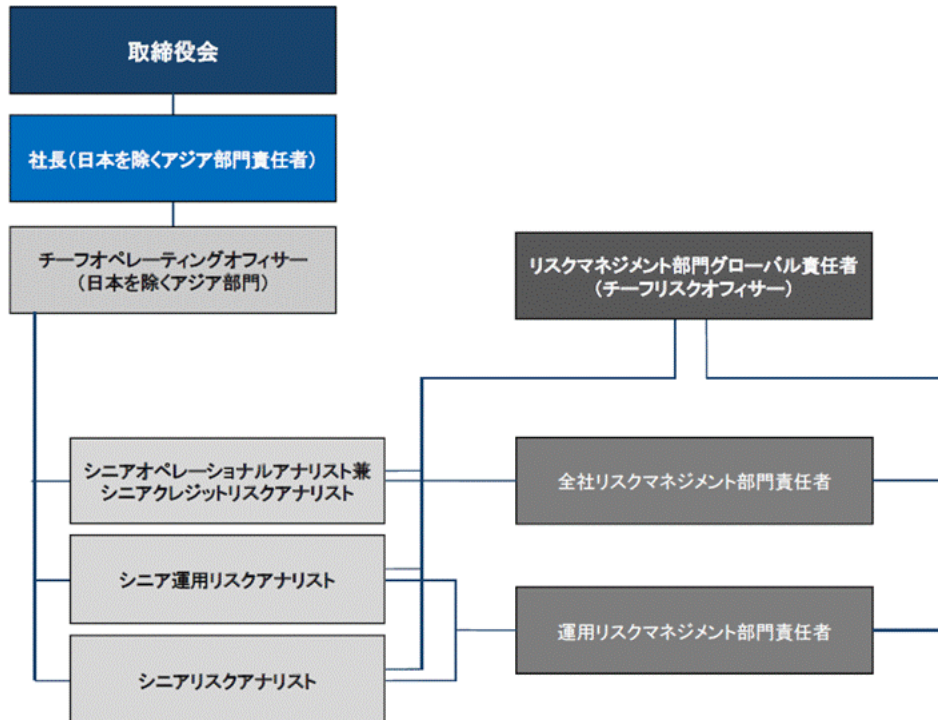 取締役会
社長（日本を除くアジア部門責任者）
チーフオペレーティングオフィサー
（日本を除くアジア部門）
リスクマネジメント部門グローバル責任者
（チーフリスクオフィサー）
シニアオペレーショナルアナリスト兼
シニアクレジットリスクアナリスト
全社リスクマネジメント部門責任者
シニア運用リスクアナリスト
運用リスクマネジメント部門責任者
シニアリスクアナリスト